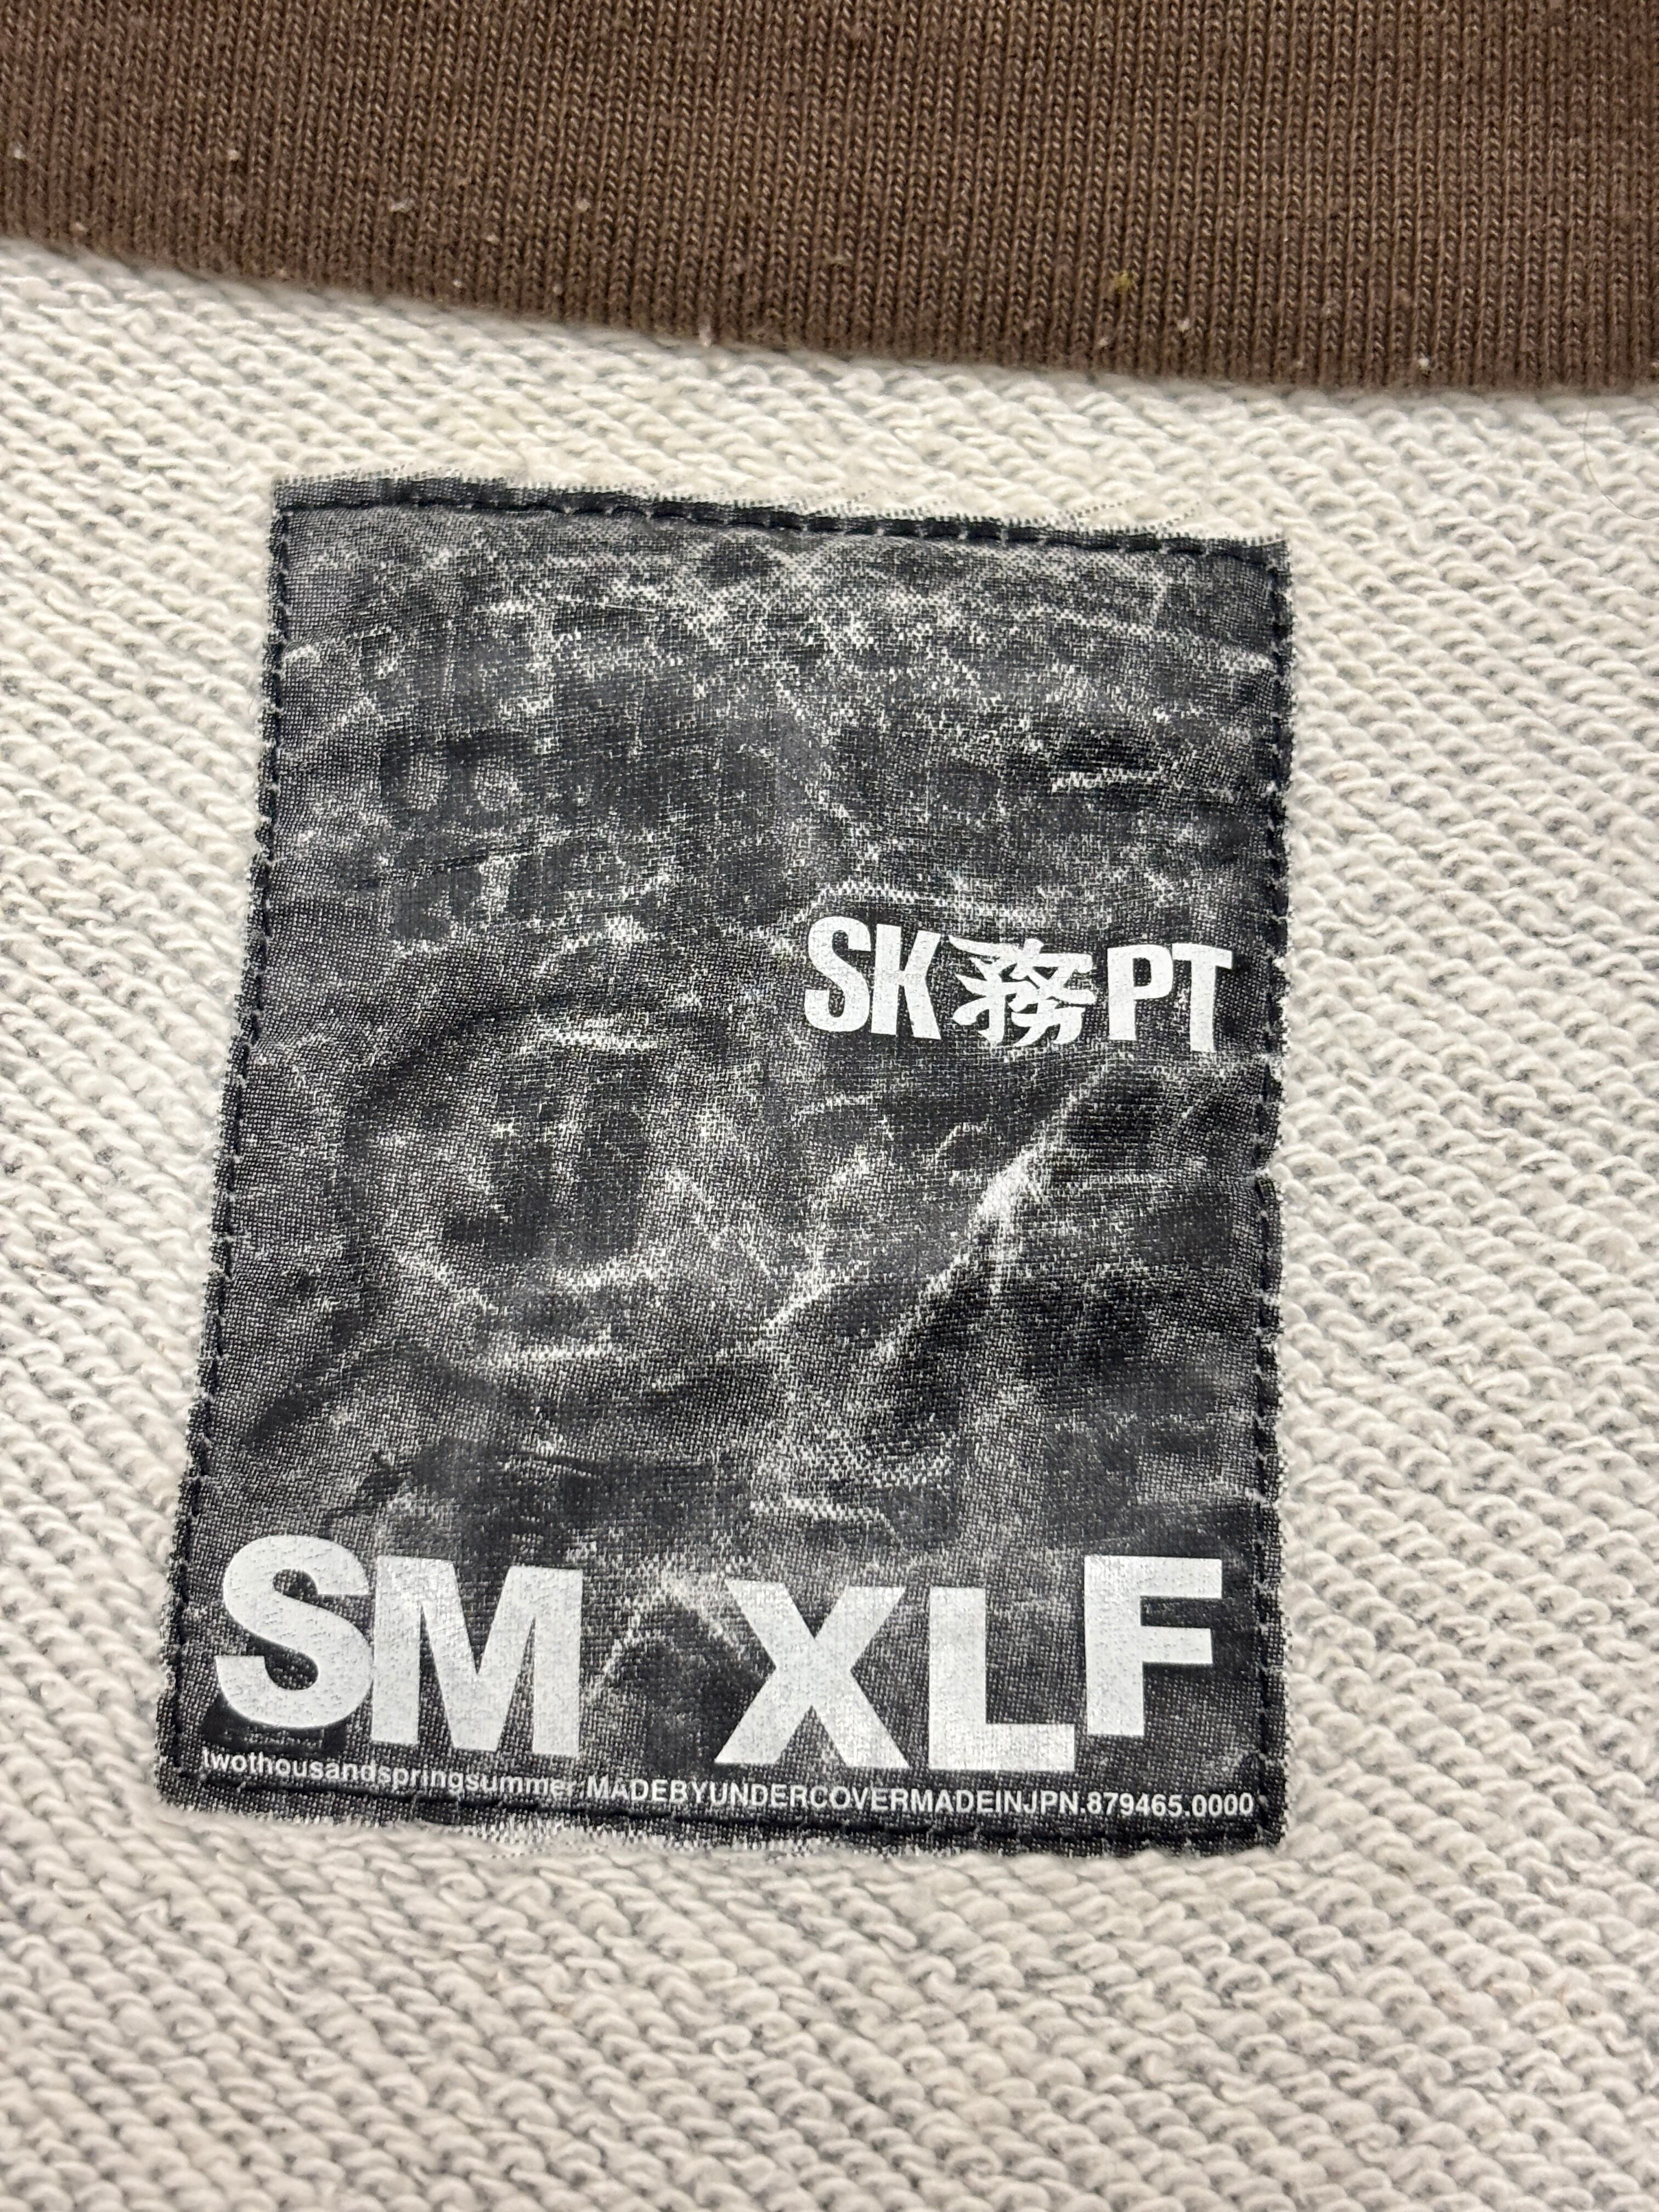 SK務PT
SM XLF
twothousandspringsummer.MADEBYUNDERCOVERMADEINJPN.879465.0000